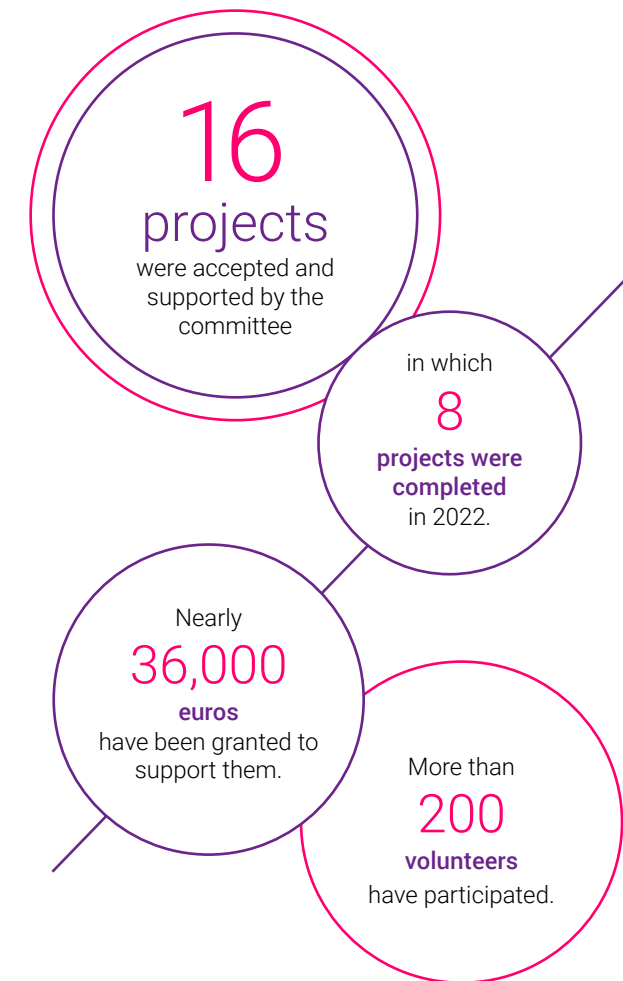 16
projects
were accepted and
supported by the
committee
in which
8
projects were
completed
in 2022.
Nearly
36,000
euros
have been granted to
support them.
More than
200
volunteers
have participated.